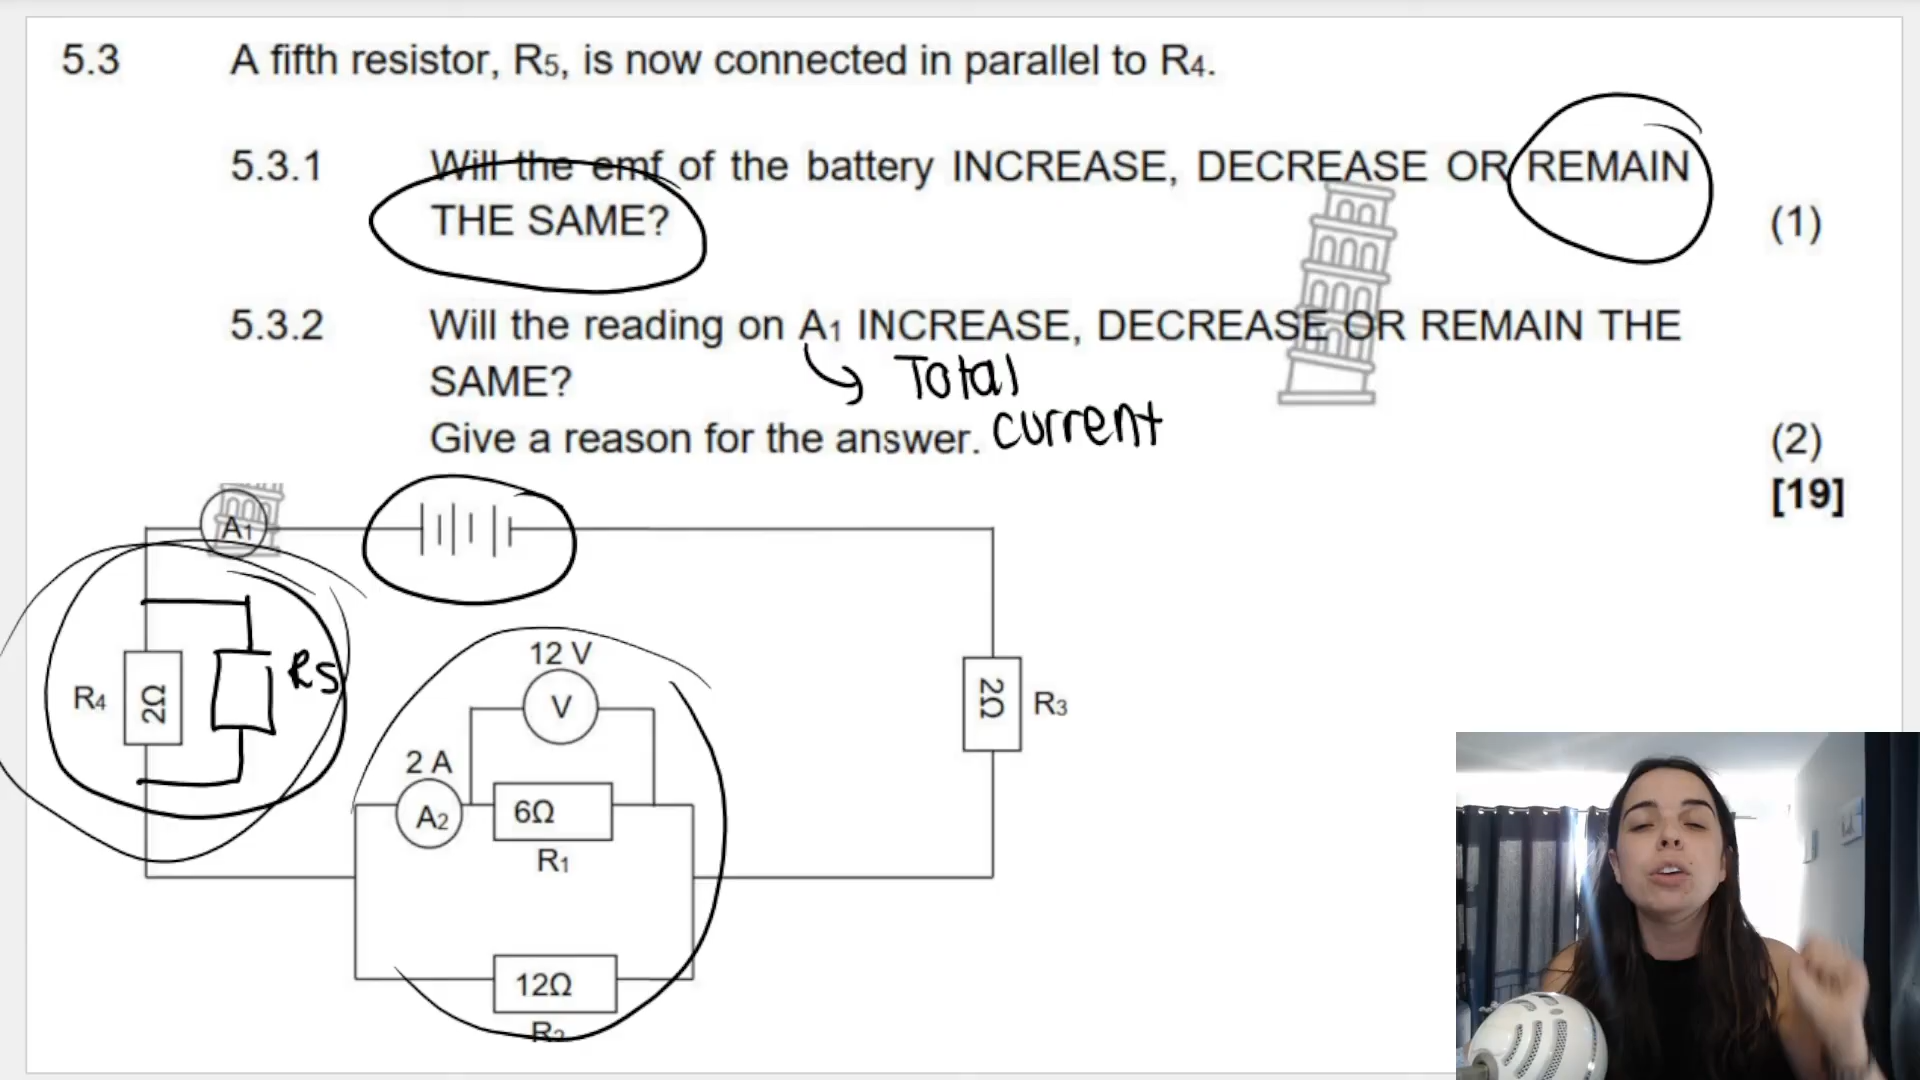 5.3 A fifth resistor, R5, is now connected in parallel to R4.
5.3.1 Will the emf of the battery INCREASE, DECREASE OR REMAIN
THE SAME? (1)
5.3.2 Will the reading on A1 INCREASE, DECREASE OR REMAIN THE
SAME?
Total
Give a reason for the answer. current (2)
[19]
A1
12 V
V
R4 2Ω R5
2Ω R3
2 A
A2 6Ω
R1
12Ω
R2